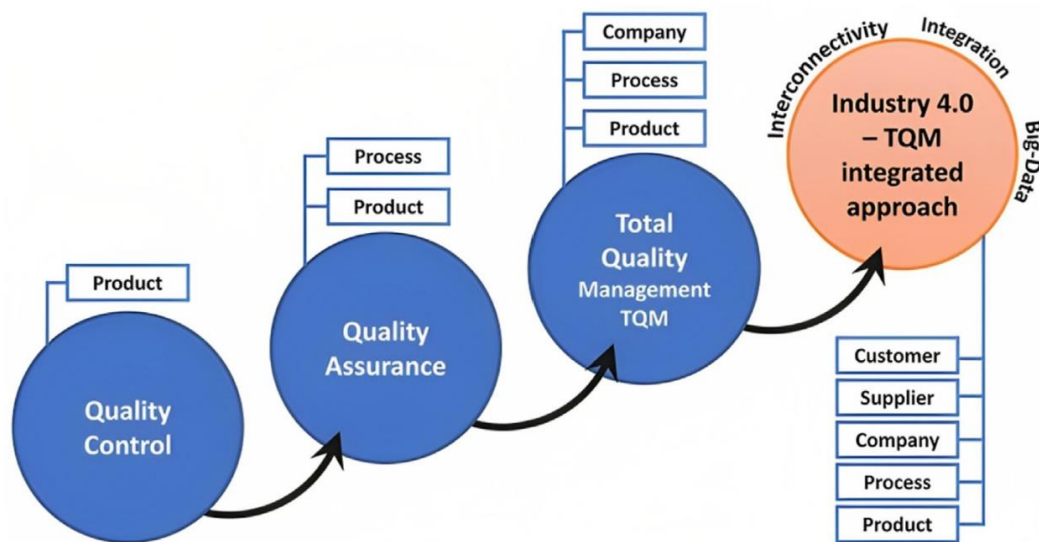 Product
Quality
Control
Process
Product
Quality
Assurance
Company
Process
Product
Total
Quality
Management
TQM
Interconnectivity
Integration
Big-Data
Industry 4.0
– TQM
integrated
approach
Customer
Supplier
Company
Process
Product